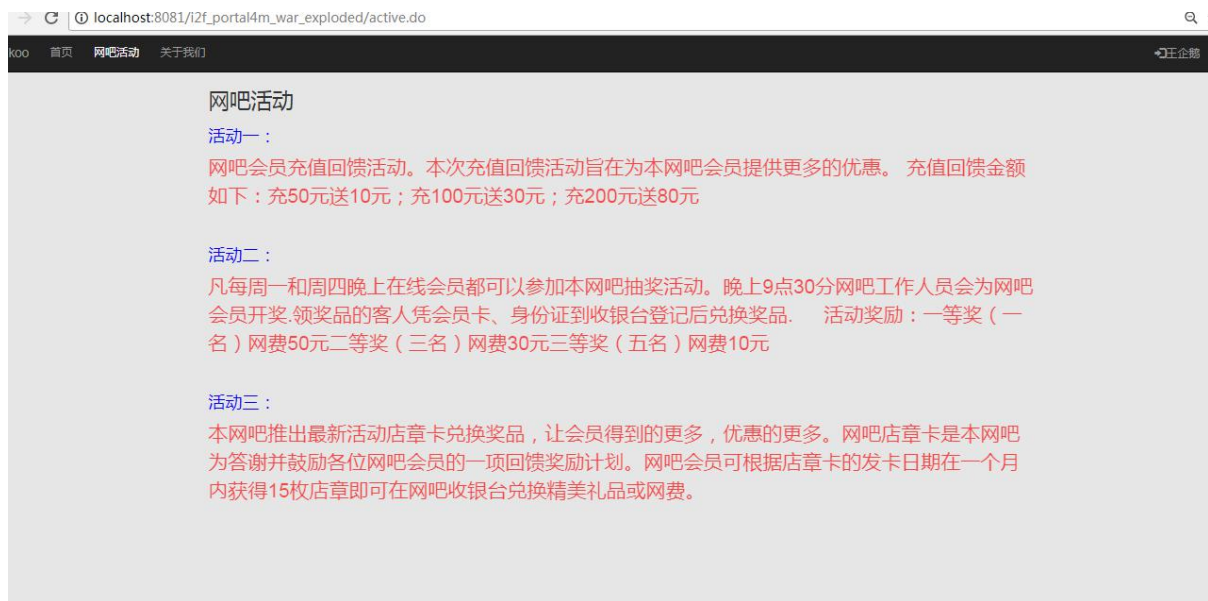 localhost:8081/i2f_portal4m_war_exploded/active.do
koo 首页 网吧活动 关于我们 王企鹅
网吧活动
活动一：
网吧会员充值回馈活动。本次充值回馈活动旨在为本网吧会员提供更多的优惠。 充值回馈金额
如下：充50元送10元；充100元送30元；充200元送80元
活动二：
凡每周一和周四晚上在线会员都可以参加本网吧抽奖活动。晚上9点30分网吧工作人员会为网吧
会员开奖.领奖品的客人凭会员卡、身份证到收银台登记后兑换奖品. 活动奖励：一等奖（一
名）网费50元二等奖（三名）网费30元三等奖（五名）网费10元
活动三：
本网吧推出最新活动店章卡兑换奖品，让会员得到的更多，优惠的更多。网吧店章卡是本网吧
为答谢并鼓励各位网吧会员的一项回馈奖励计划。网吧会员可根据店章卡的发卡日期在一个月
内获得15枚店章即可在网吧收银台兑换精美礼品或网费。